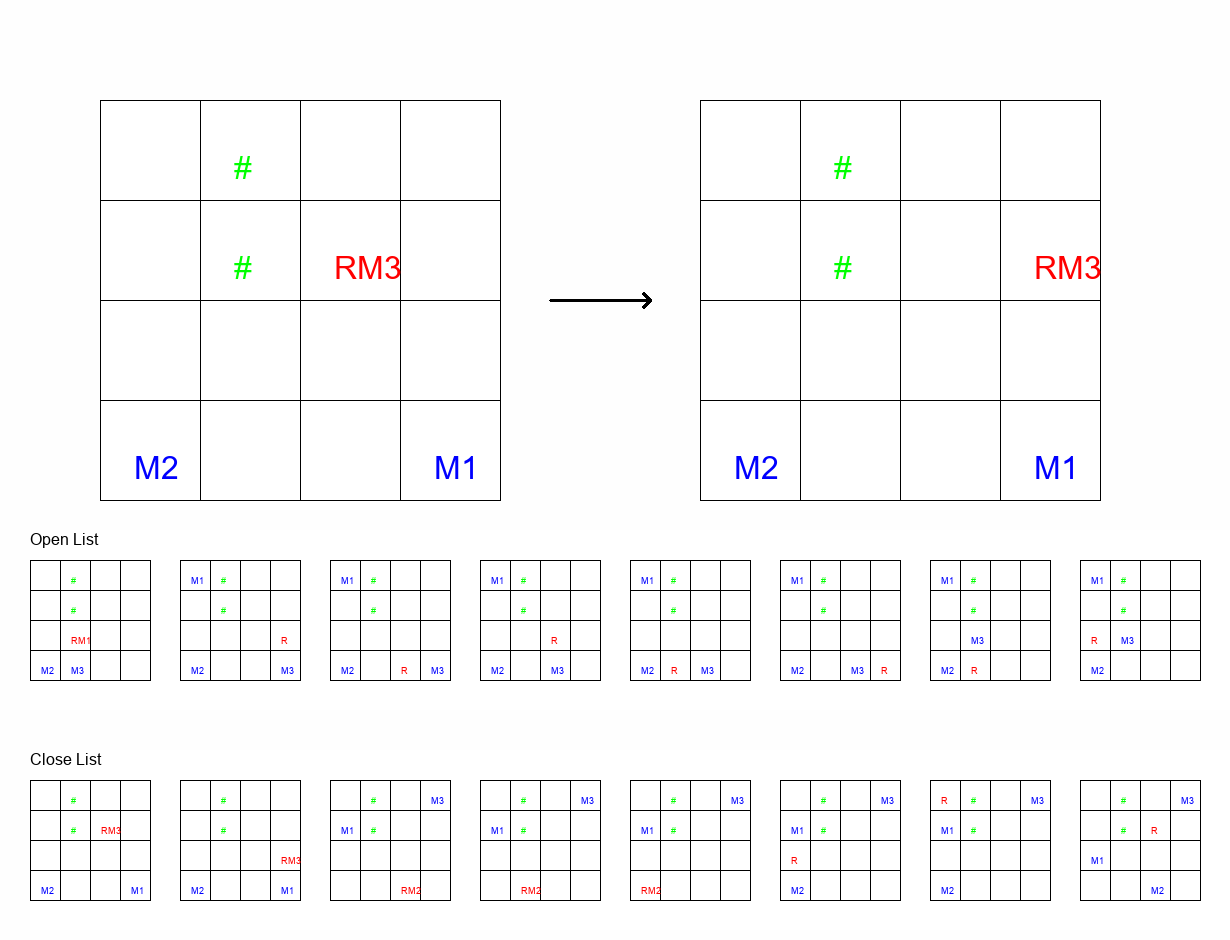 # #
# RM3 # RM3
M2 M1 M2 M1
Open List
# M1 # M1 # M1 # M1 # M1 # M1 # M1 #
# # # # # # # #
RM1 R R M3 R M3
M2 M3 M2 M3 M2 R M3 M2 M3 M2 R M3 M2 M3 R M2 R M2
Close List
# # # M3 # M3 # M3 # M3 R # M3 # M3
# RM3 # M1 # M1 # M1 # M1 # M1 # # R
RM3 R M1
M2 M1 M2 M1 RM2 RM2 RM2 M2 M2 M2